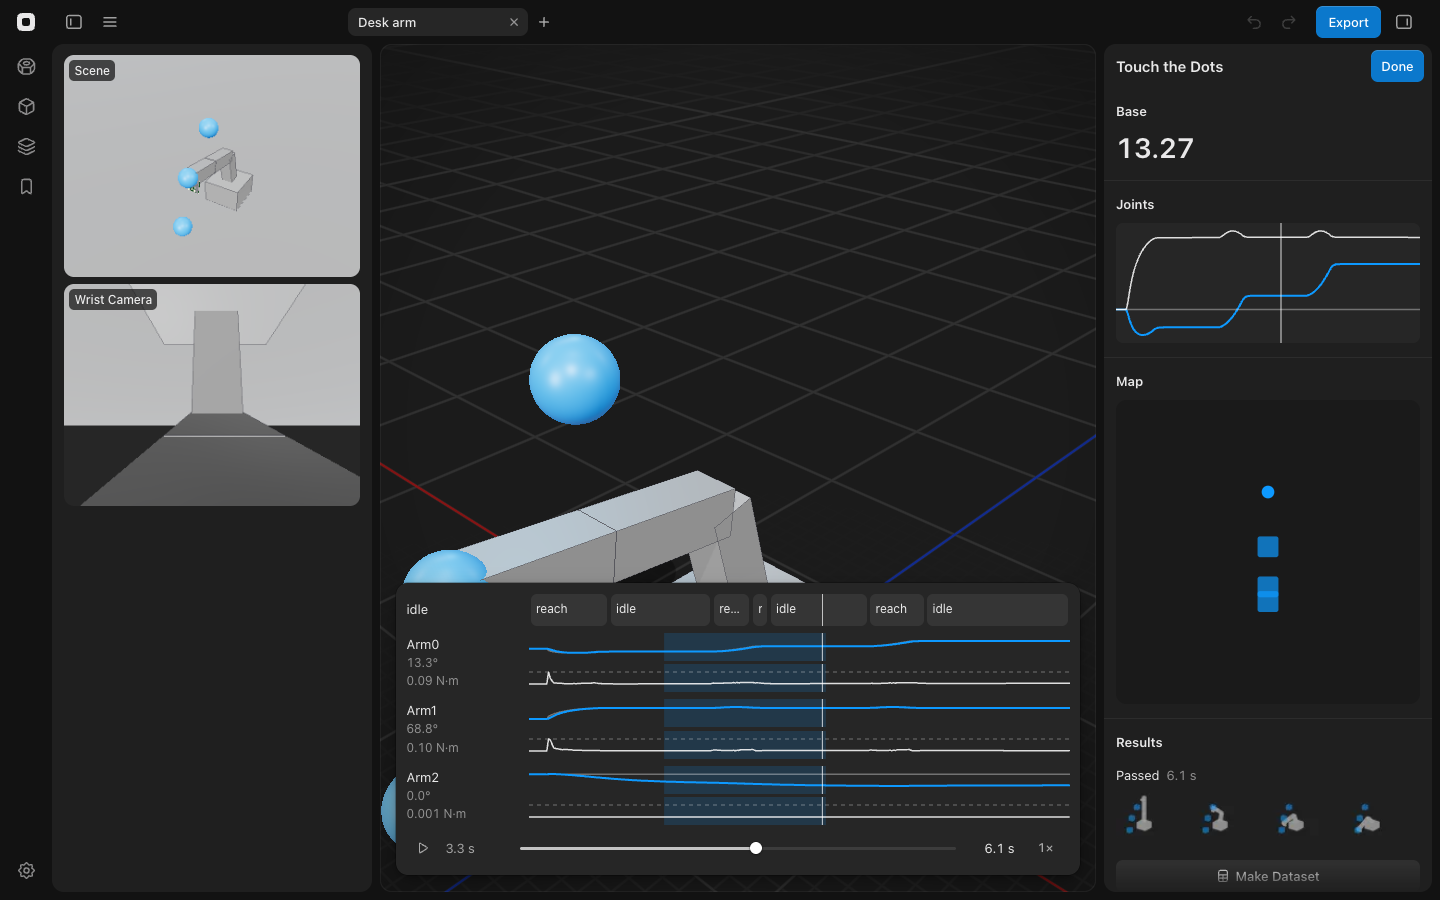 Desk arm
Export
Scene
Wrist Camera
idle
reach
idle
re...
r
idle
reach
idle
Arm0
13.3°
0.09 N·m
Arm1
68.8°
0.10 N·m
Arm2
0.0°
0.001 N·m
3.3 s
6.1 s
1×
Touch the Dots
Done
Base
13.27
Joints
Map
Results
Passed 6.1 s
Make Dataset